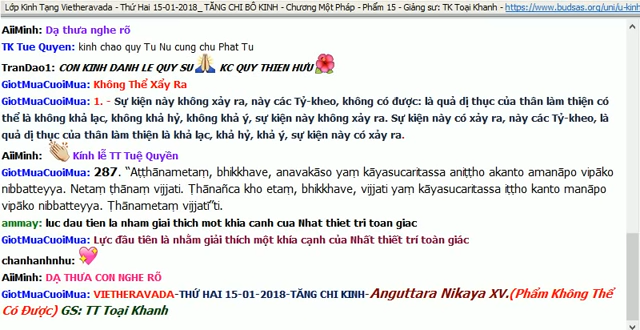 Lớp Kinh Tạng Vietheravada - Thứ Hai 15-01-2018_ TĂNG CHI BỘ KINH - Chương Một Pháp - Phẩm 15 - Giảng sư: TK Toại Khanh - https://www.budsas.org/uni/u-kinh
AiiMinh: Dạ thưa nghe rõ
TK Tue Quyen: kinh chao quy Tu Nu cung chu Phat Tu
TranDao1: CON KINH DANH LE QUY SU KC QUY THIEN HUU
GiotMuaCuoiMua: Không Thể Xẩy Ra
GiotMuaCuoiMua: 1. - Sự kiện này không xảy ra, này các Tỷ-kheo, không có được: là quả dị thục của thân làm thiện có
thể là không khả lạc, không khả hỷ, không khả ý, sự kiện này không xảy ra. Sự kiện này có xảy ra, này các Tỷ-kheo, là
quả dị thục của thân làm thiện là khả lạc, khả hỷ, khả ý, sự kiện này có xảy ra.
AiiMinh: Kính lễ TT Tuệ Quyền
GiotMuaCuoiMua: 287. “Aṭṭhānametaṃ, bhikkhave, anavakāso yaṃ kāyasucaritassa aniṭṭho akanto amanāpo vipāko
nibbatteyya. Netaṃ ṭhānaṃ vijjati. Ṭhānañca kho etaṃ, bhikkhave, vijjati yaṃ kāyasucaritassa iṭṭho kanto manāpo
vipāko nibbatteyya. Ṭhānametaṃ vijjatī”ti.
ammay: luc dau tien la nham giai thich mot khia canh cua Nhat thiet tri toan giac
GiotMuaCuoiMua: Lực đầu tiên là nhằm giải thích một khía cạnh của Nhất thiết trí toàn giác
chanhanhnhu:
AiiMinh: DẠ THƯA CON NGHE RÕ
GiotMuaCuoiMua: VIETHERAVADA-THỨ HAI 15-01-2018-TĂNG CHI KINH-Anguttara Nikaya XV.(Phẩm Không Thể
Có Được) GS: TT Toại Khanh